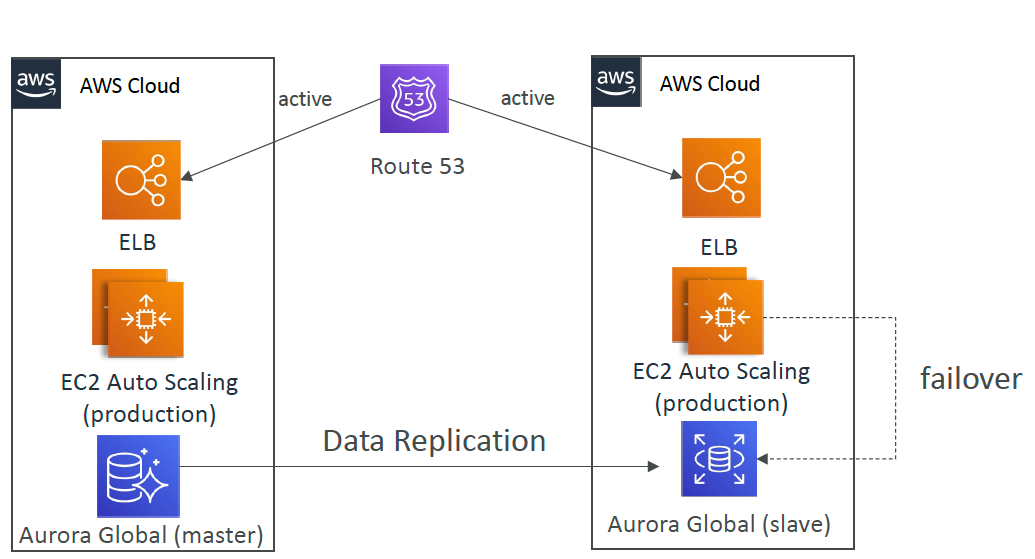 aws
AWS Cloud
active
53
active
Route 53
aws
AWS Cloud
ELB
ELB
EC2 Auto Scaling
(production)
EC2 Auto Scaling
(production)
failover
Data Replication
Aurora Global (master)
Aurora Global (slave)